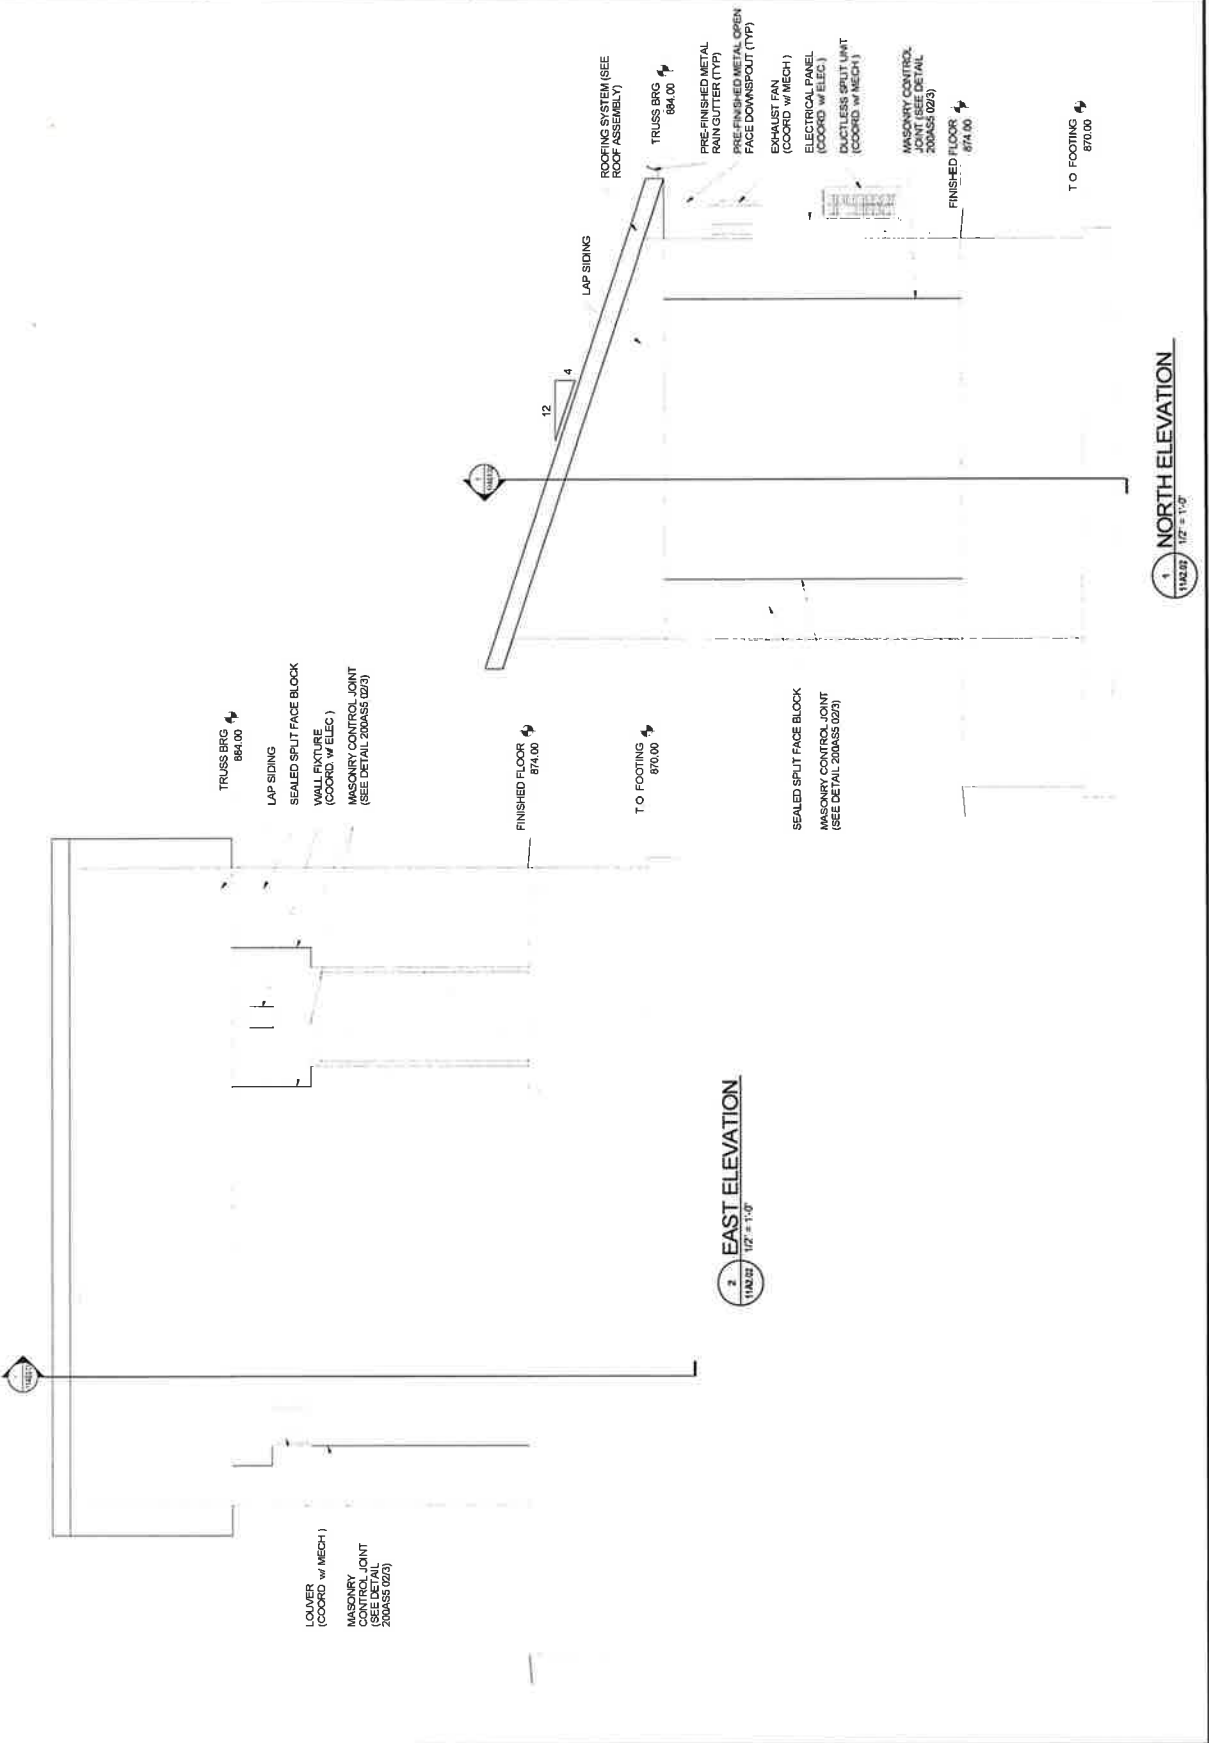 TRUSS BRG
884.00
LAP SIDING
SEALED SPLIT FACE BLOCK
WALL FIXTURE
(COORD. w/ ELEC.)
MASONRY CONTROL JOINT
(SEE DETAIL 200AS5.02/3)
FINISHED FLOOR
874.00
T O FOOTING
870.00
LOUVER
(COORD w/ MECH )
MASONRY
CONTROL JOINT
(SEE DETAIL
200AS5 02/3)
2
11A2.02
EAST ELEVATION
1/2" = 1'-0"
ROOFING SYSTEM (SEE
ROOF ASSEMBLY)
LAP SIDING
12
4
TRUSS BRG
884.00
PRE-FINISHED METAL
RAIN GUTTER (TYP)
PRE-FINISHED METAL OPEN
FACE DOWNSPOUT (TYP)
EXHAUST FAN
(COORD w/ MECH )
ELECTRICAL PANEL
(COORD w/ ELEC )
DUCTLESS SPLIT UNIT
(COORD w/ MECH )
MASONRY CONTROL
JOINT (SEE DETAIL
200AS5 02/3)
FINISHED FLOOR
874.00
T O FOOTING
870.00
SEALED SPLIT FACE BLOCK
MASONRY CONTROL JOINT
(SEE DETAIL 200AS5 02/3)
1
11A2.02
NORTH ELEVATION
1/2" = 1'-0"